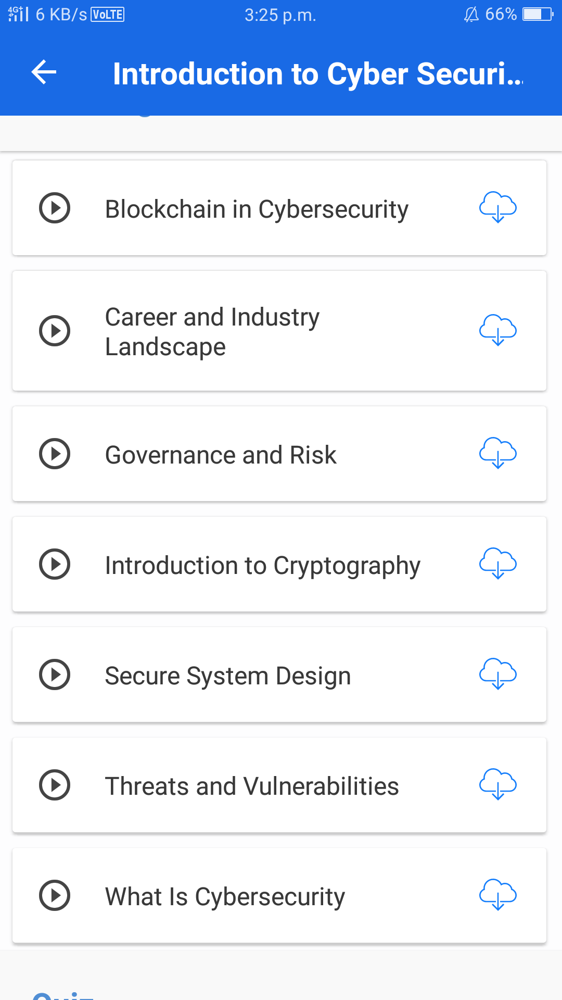 4G+ 6 KB/s VoLTE 3:25 p.m. 66%
Introduction to Cyber Securi...
Blockchain in Cybersecurity
Career and Industry
Landscape
Governance and Risk
Introduction to Cryptography
Secure System Design
Threats and Vulnerabilities
What Is Cybersecurity
Quiz